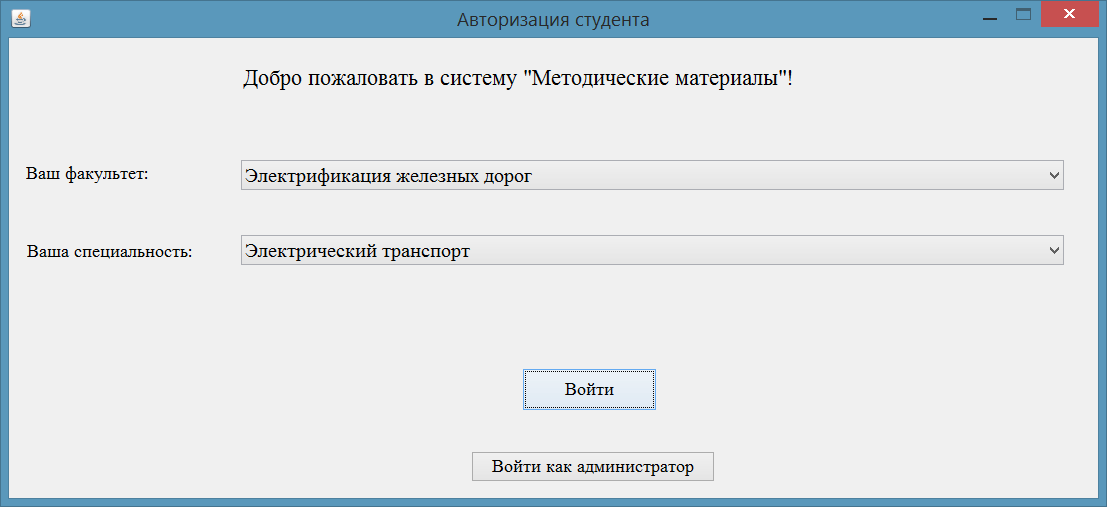 Авторизация студента
Добро пожаловать в систему "Методические материалы"!
Ваш факультет:
Электрификация железных дорог
Ваша специальность:
Электрический транспорт
Войти
Войти как администратор